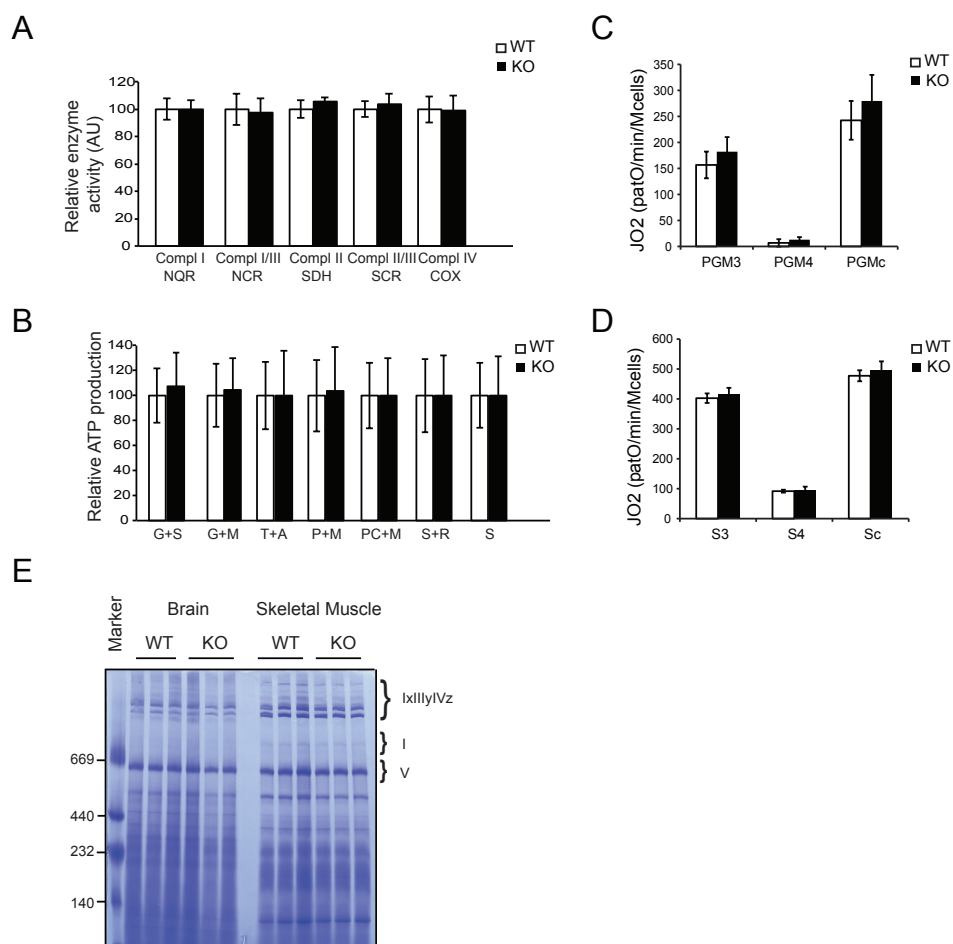 A
WT
KO
Relative enzyme
activity (AU)
120
100
80
60
40
20
0
Compl I Compl I/III Compl II Compl II/III Compl IV
NQR NCR SDH SCR COX
B
WT
KO
Relative ATP production
140
120
100
80
60
40
20
0
G+S G+M T+A P+M PC+M S+R S
C
WT
KO
JO2 (patO/min/Mcells)
350
300
250
200
150
100
50
0
PGM3 PGM4 PGMc
D
WT
KO
JO2 (patO/min/Mcells)
600
500
400
300
200
100
0
S3 S4 Sc
E
Marker
Brain Skeletal Muscle
WT KO WT KO
IxIIIyIVz
I
V
669
440
232
140